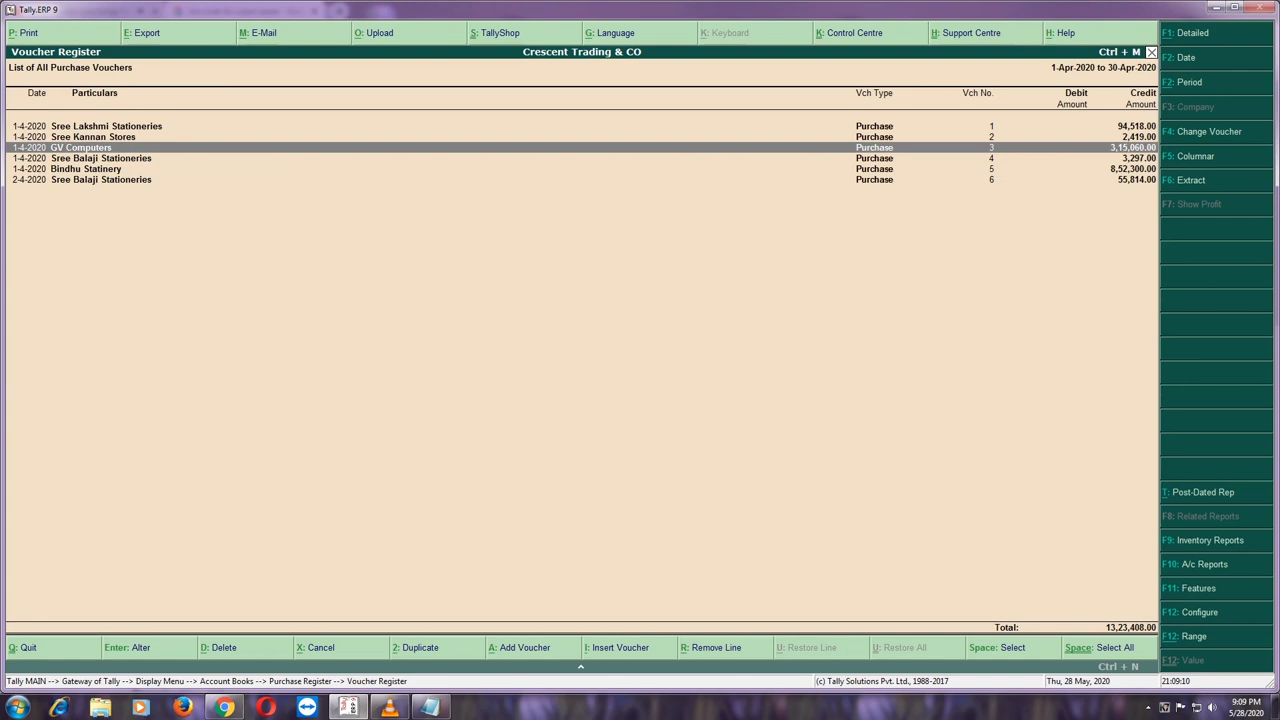 Tally.ERP 9
P: Print E: Export M: E-Mail O: Upload S: TallyShop G: Language K: Keyboard K: Control Centre H: Support Centre H: Help
Voucher Register Crescent Trading & CO Ctrl + M
List of All Purchase Vouchers 1-Apr-2020 to 30-Apr-2020
Date Particulars Vch Type Vch No. Debit Credit
Amount Amount
1-4-2020 Sree Lakshmi Stationeries Purchase 1 94,518.00
1-4-2020 Sree Kannan Stores Purchase 2 2,419.00
1-4-2020 GV Computers Purchase 3 3,15,060.00
1-4-2020 Sree Balaji Stationeries Purchase 4 3,297.00
1-4-2020 Bindhu Statinery Purchase 5 8,52,300.00
2-4-2020 Sree Balaji Stationeries Purchase 6 55,814.00
Total: 13,23,408.00
F1: Detailed
F2: Date
F2: Period
F3: Company
F4: Change Voucher
F5: Columnar
F6: Extract
F7: Show Profit
T: Post-Dated Rep
F8: Related Reports
F9: Inventory Reports
F10: A/c Reports
F11: Features
F12: Configure
F12: Range
F12: Value
Q: Quit Enter: Alter D: Delete X: Cancel 2: Duplicate A: Add Voucher I: Insert Voucher R: Remove Line U: Restore Line U: Restore All Space: Select Space: Select All
Ctrl + N
Tally MAIN --> Gateway of Tally --> Display Menu --> Account Books --> Purchase Register --> Voucher Register (c) Tally Solutions Pvt. Ltd., 1988-2017 Thu, 28 May, 2020 21:09:10
9:09 PM
5/28/2020